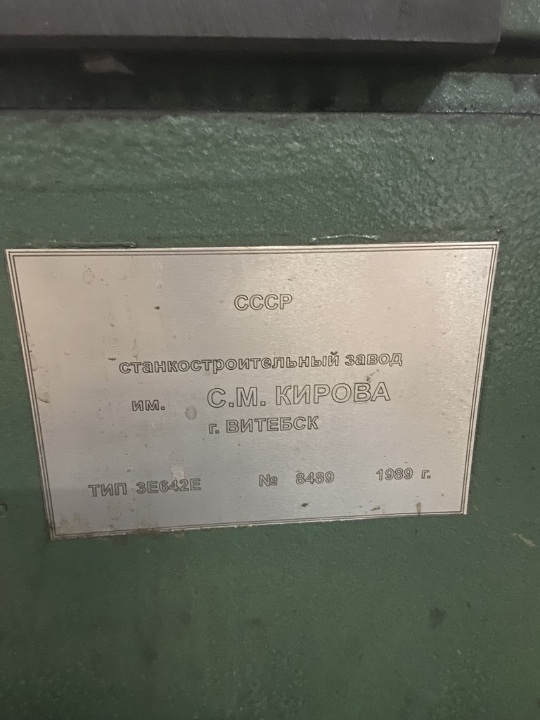 СССР
станкостроительный завод
им. С.М. КИРОВА
г. ВИТЕБСК
ТИП 3Е642Е № 8489 1989 г.